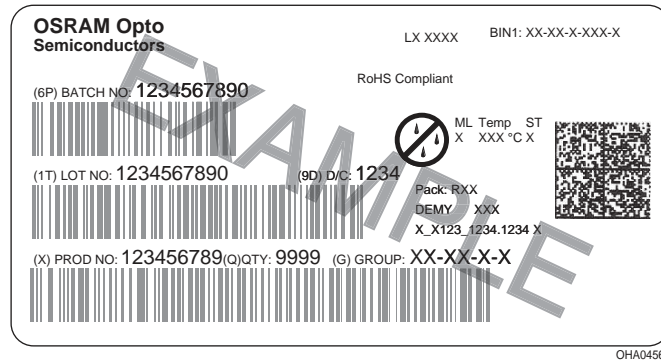 OSRAM Opto
Semiconductors
LX XXXX
BIN1: XX-XX-X-XXX-X
RoHS Compliant
(6P) BATCH NO: 1234567890
ML Temp ST
X XXX °C X
(1T) LOT NO: 1234567890 (9D) D/C: 1234
Pack: RXX
DEMY XXX
X_X123_1234.1234 X
(X) PROD NO: 123456789(Q)QTY: 9999 (G) GROUP: XX-XX-X-X
EXAMPLE